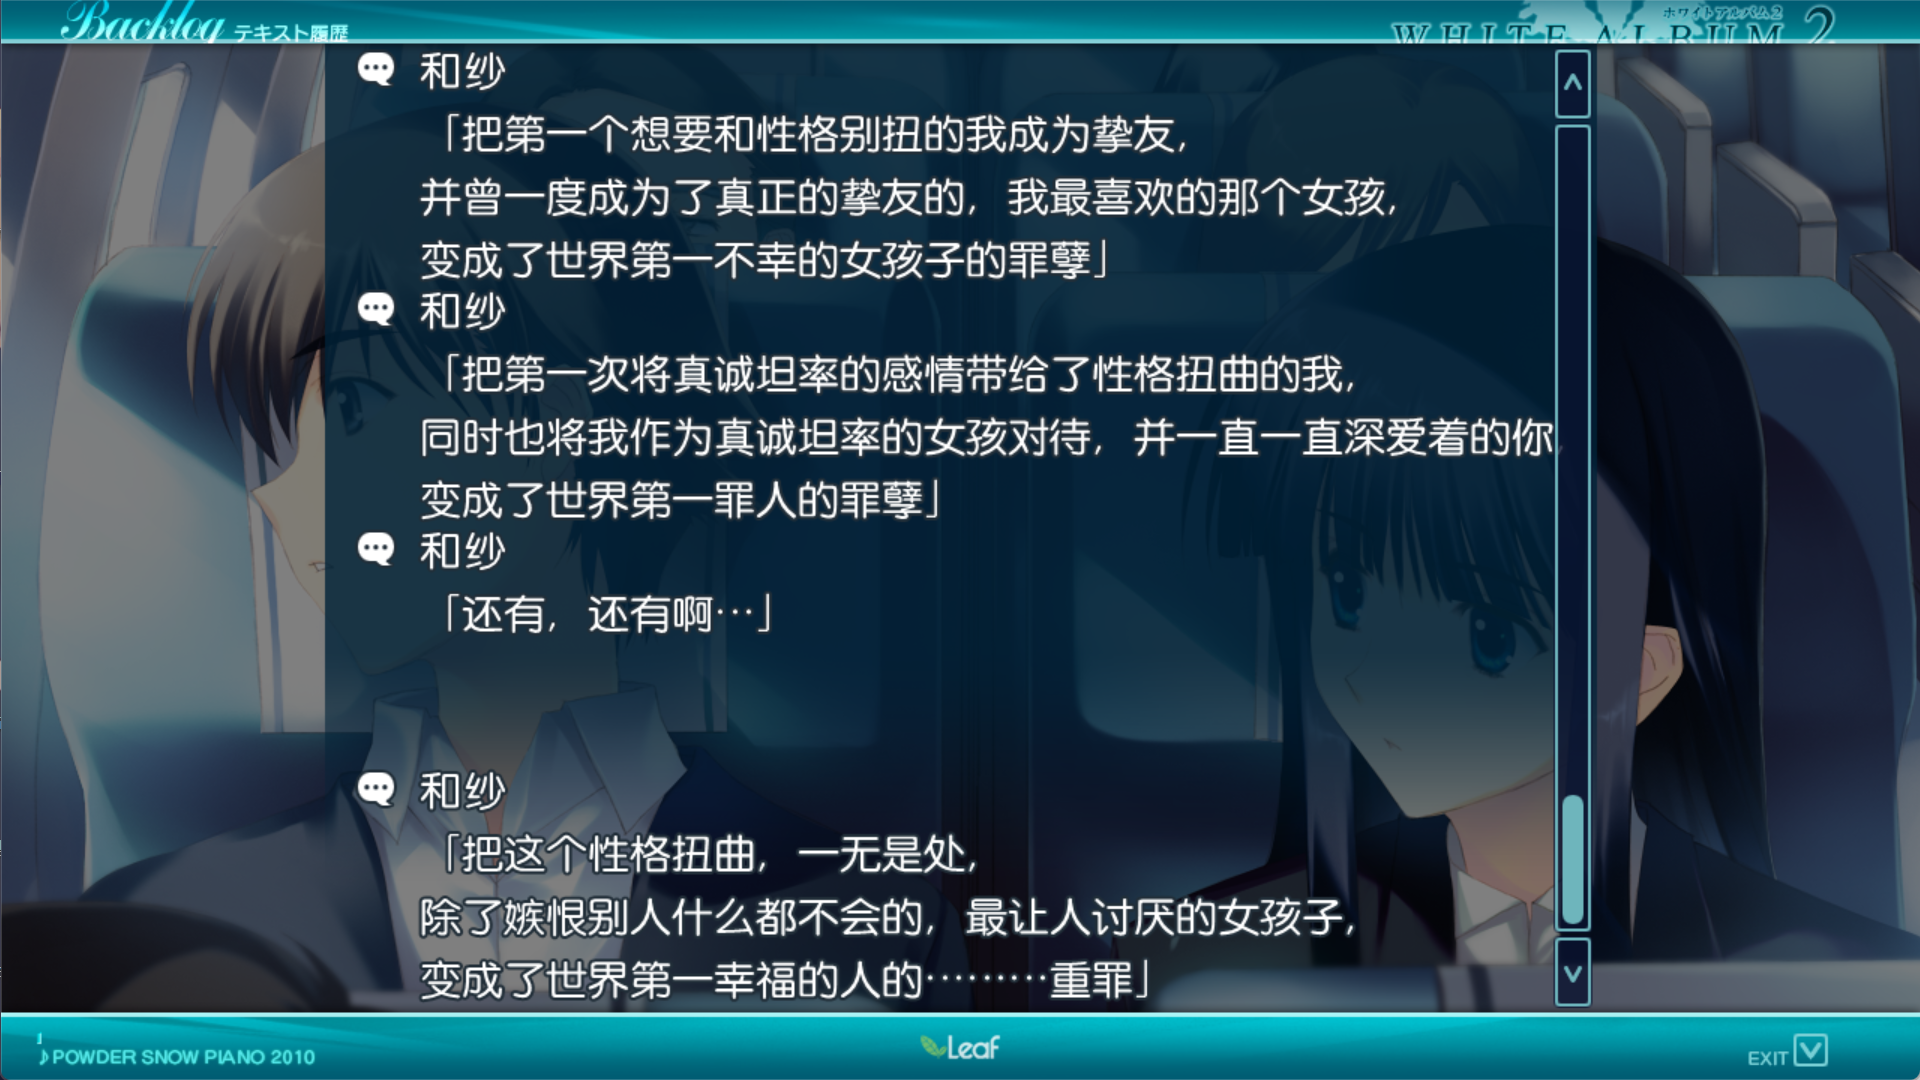 Backlog テキスト履歴
ホワイトアルバム2
WHITE ALBUM 2
和纱
「把第一个想要和性格别扭的我成为挚友，
并曾一度成为了真正的挚友的，我最喜欢的那个女孩，
变成了世界第一不幸的女孩子的罪孽」
和纱
「把第一次将真诚坦率的感情带给了性格扭曲的我，
同时也将我作为真诚坦率的女孩对待，并一直一直深爱着的你，
变成了世界第一罪人的罪孽」
和纱
「还有，还有啊…」
和纱
「把这个性格扭曲，一无是处，
除了嫉恨别人什么都不会的，最让人讨厌的女孩子，
变成了世界第一幸福的人的………重罪」
♪POWDER SNOW PIANO 2010
Leaf
EXIT